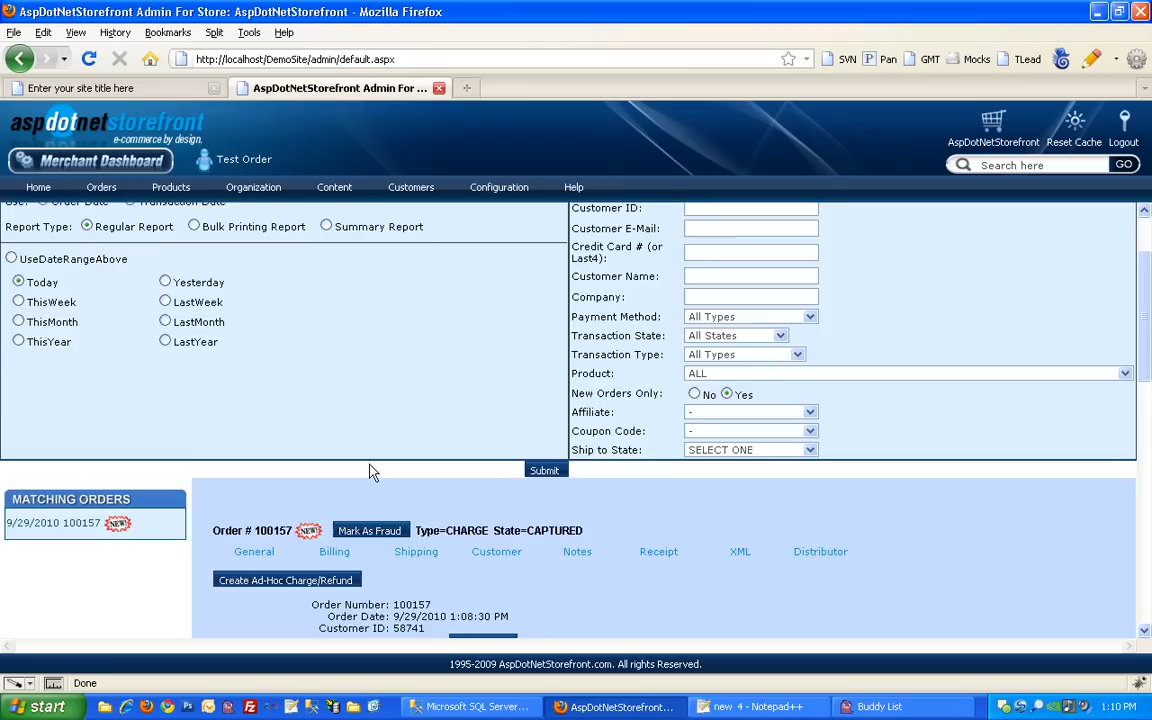 AspDotNetStorefront Admin For Store: AspDotNetStorefront - Mozilla Firefox
File Edit View History Bookmarks Split Tools Help
http://localhost/DemoSite/admin/default.aspx SVN Pan GMT Mocks TLead
Enter your site title here AspDotNetStorefront Admin For ...
aspdotnetstorefront
e-commerce by design.
AspDotNetStorefront Reset Cache Logout
Merchant Dashboard Test Order
Search here GO
Home Orders Products Organization Content Customers Configuration Help
Use: Order Date Transaction Date
Report Type: Regular Report Bulk Printing Report Summary Report
UseDateRangeAbove
Today Yesterday
ThisWeek LastWeek
ThisMonth LastMonth
ThisYear LastYear
Customer ID:
Customer E-Mail:
Credit Card # (or
Last4):
Customer Name:
Company:
Payment Method: All Types
Transaction State: All States
Transaction Type: All Types
Product: ALL
New Orders Only: No Yes
Affiliate: -
Coupon Code: -
Ship to State: SELECT ONE
Submit
MATCHING ORDERS
9/29/2010 100157 NEW!
Order # 100157 NEW! Mark As Fraud Type=CHARGE State=CAPTURED
General Billing Shipping Customer Notes Receipt XML Distributor
Create Ad-Hoc Charge/Refund
Order Number: 100157
Order Date: 9/29/2010 1:08:30 PM
Customer ID: 58741
1995-2009 AspDotNetStorefront.com. All rights Reserved.
Done
start Microsoft SQL Server... AspDotNetStorefront... new 4 - Notepad++ Buddy List 1:10 PM